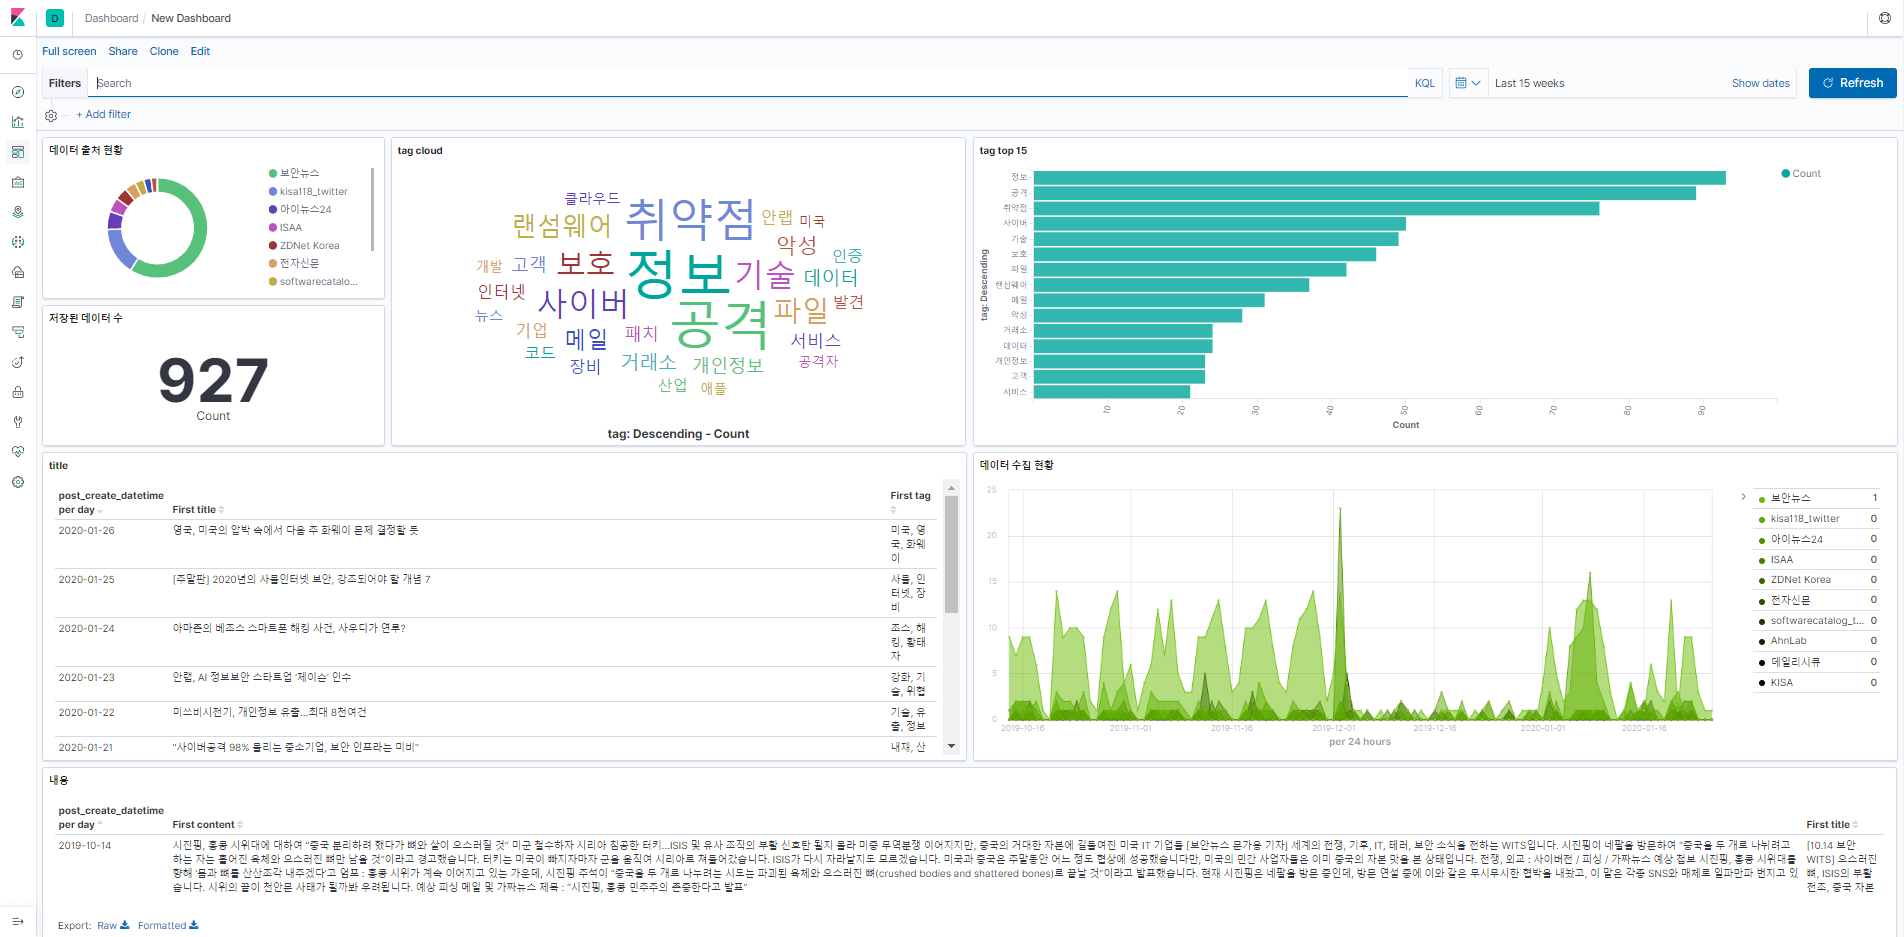 D Dashboard / New Dashboard
Full screen Share Clone Edit
Filters Search KQL Last 15 weeks Show dates Refresh
+ Add filter
데이터 출처 현황
보안뉴스
kisa118_twitter
아이뉴스24
ISAA
ZDNet Korea
전자신문
softwarecatalo...
저장된 데이터 수
927
Count
tag cloud
클라우드
랜섬웨어 취약점 안랩 미국
악성
개발 고객 보호 정보 기술 인증
데이터
인터넷 사이버 공격 파일 발견
뉴스
기업 메일 패치 서비스
코드 장비 거래소 개인정보 공격자
산업 애플
tag: Descending - Count
tag top 15
정보
공격
취약점
사이버
기술
보호
파일
랜섬웨어
메일
악성
거래소
데이터
개인정보
고객
서비스
tag: Descending
10 20 30 40 50 60 70 80 90
Count
Count
title
post_create_datetime
per day First title First tag
2020-01-26 영국, 미국의 압박 속에서 다음 주 화웨이 문제 결정할 듯 미국, 영
국, 화웨
이
2020-01-25 [주말판] 2020년의 사물인터넷 보안, 강조되어야 할 개념 7 사물, 인
터넷, 장
비
2020-01-24 아마존의 베조스 스마트폰 해킹 사건, 사우디가 연루? 조스, 해
킹, 황태
자
2020-01-23 안랩, AI 정보보안 스타트업 '제이슨' 인수 강화, 기
술, 위협
2020-01-22 미쓰비시전기, 개인정보 유출...최대 8천여건 기술, 유
출, 정보
2020-01-21 "사이버공격 98% 몰리는 중소기업, 보안 인프라는 미비" 내재, 산
데이터 수집 현황
25
20
15
10
5
0
2019-10-16 2019-11-01 2019-11-16 2019-12-01 2019-12-16 2020-01-01 2020-01-16
per 24 hours
보안뉴스 1
kisa118_twitter 0
아이뉴스24 0
ISAA 0
ZDNet Korea 0
전자신문 0
softwarecatalog_t... 0
AhnLab 0
데일리시큐 0
KISA 0
내용
post_create_datetime
per day First content First title
2019-10-14 시진핑, 홍콩 시위대에 대하여 "중국 분리하려 했다가 뼈와 살이 으스러질 것" 미군 철수하자 시리아 침공한 터키...ISIS 및 유사 조직의 부활 신호탄 될지 몰라 미중 무역분쟁 이어지지만, 중국의 거대한 자본에 길들여진 미국 IT 기업들 [보안뉴스 문가용 기자] 세계의 전쟁, 기후, IT, 테러, 보안 소식을 전하는 WITS입니다. 시진핑이 네팔을 방문하여 "중국을 두 개로 나누려고 [10.14 보안
하는 자는 흩어진 육체와 으스러진 뼈만 남을 것"이라고 경고했습니다. 터키는 미국이 빠지자마자 군을 움직여 시리아로 쳐들어갔습니다. ISIS가 다시 자라날지도 모르겠습니다. 미국과 중국은 주말동안 어느 정도 협상에 성공했습니다만, 미국의 민간 사업자들은 이미 중국의 자본 맛을 본 상태입니다. 전쟁, 외교 : 사이버전 / 피싱 / 가짜뉴스 예상 첩보 시진핑, 홍콩 시위대를 WITS] 으스러진
향해 '몸과 뼈를 산산조각 내주겠다'고 엄포 : 홍콩 시위가 계속 이어지고 있는 가운데, 시진핑 주석이 "중국을 두 개로 나누려는 시도는 파괴된 육체와 으스러진 뼈(crushed bodies and shattered bones)로 끝날 것"이라고 발표했습니다. 현재 시진핑은 네팔을 방문 중인데, 방문 연설 중에 이와 같은 무시무시한 협박을 내놨고, 이 말은 각종 SNS와 매체로 일파만파 번지고 있 뼈, ISIS의 부활
습니다. 시위의 끝이 천안문 사태가 될까봐 우려됩니다. 예상 피싱 메일 및 가짜뉴스 제목 : "시진핑, 홍콩 민주주의 존중한다고 발표" 전조, 중국 자본
Export: Raw Formatted